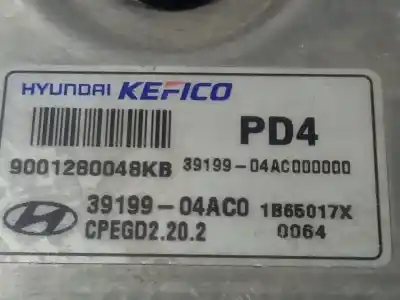 HYUNDAI KEFICO
PD4
9001280048KB 39199-04AC000000
39199-04AC0 1B65017X
CPEGD2.20.2 0064